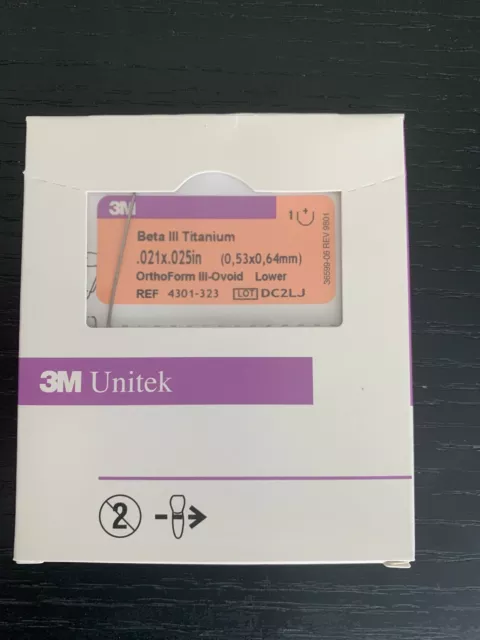 3M
1
Beta III Titanium
.021x.025in (0,53x0,64mm)
OrthoForm III-Ovoid Lower
REF 4301-323 LOT DC2LJ
36599-05 REV 9801
3M Unitek
2